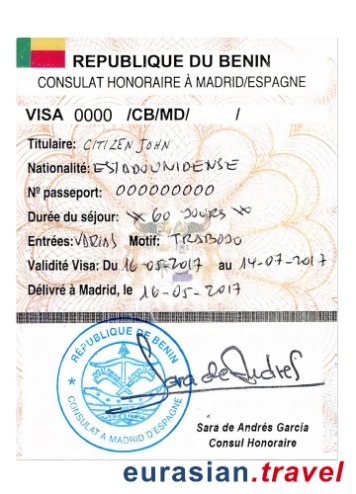 REPUBLIQUE DU BENIN
CONSULAT HONORAIRE À MADRID/ESPAGNE
VISA 0000 /CB/MD/ /
Titulaire: CITIZEN JOHN
Nationalité: ESTADOUNIDENSE
Nº passeport: 000000000
Durée du séjour: 60 JOURS
Entrées: VARIAS Motif: TRABAJO
Validité Visa: Du 16-05-2017 au 14-07-2017
Délivré à Madrid, le 16-05-2017
REPUBLIQUE DE BENIN
CONSULAT A MADRID D'ESPAGNE
Sara de Andrés
Sara de Andrés García
Consul Honoraire
eurasian.travel